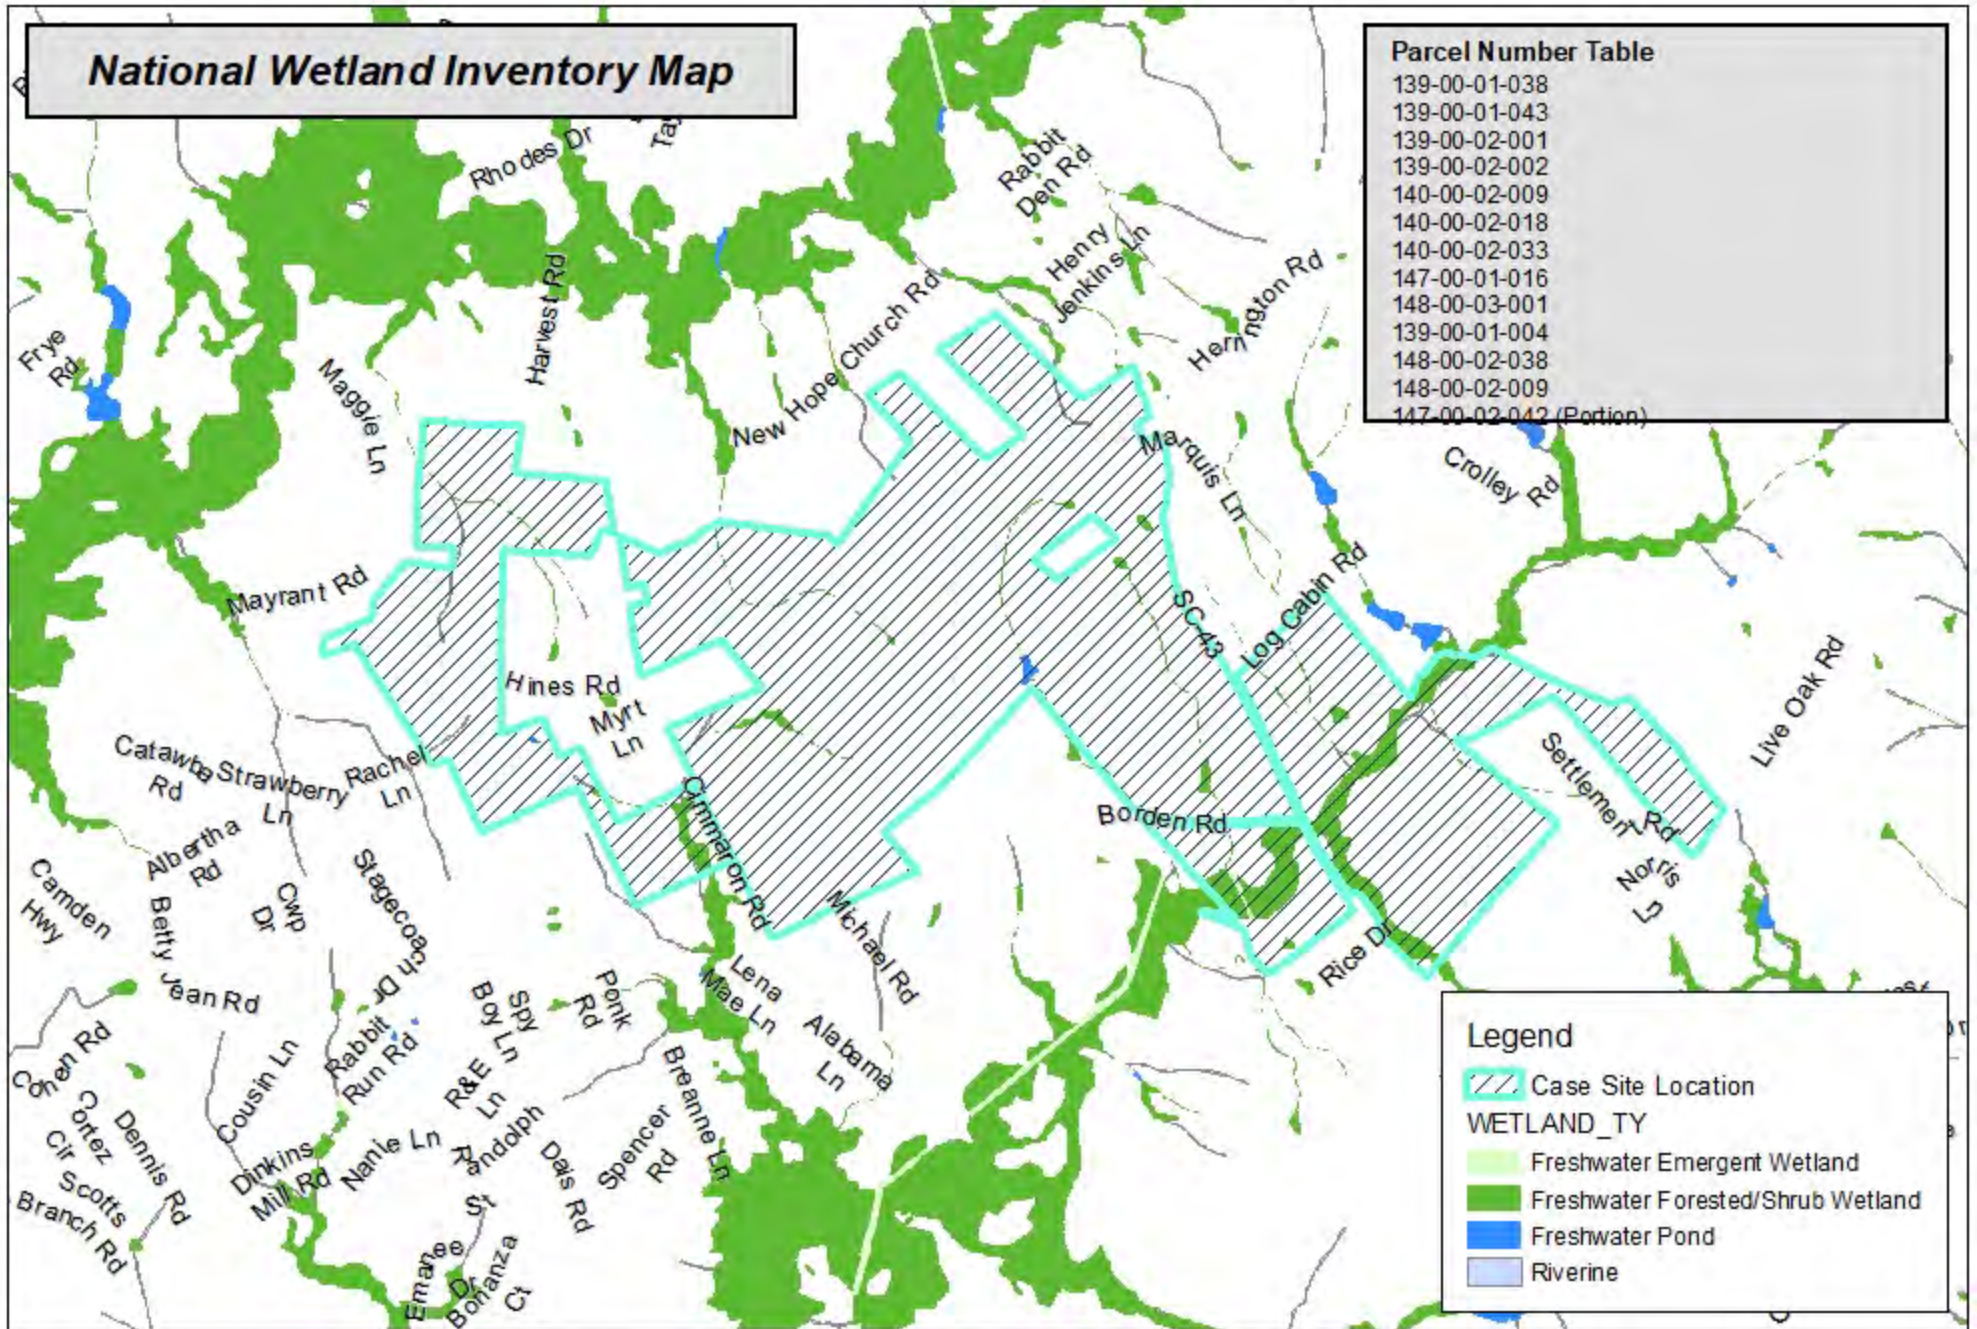 National Wetland Inventory Map
Parcel Number Table
139-00-01-038
139-00-01-043
139-00-02-001
139-00-02-002
140-00-02-009
140-00-02-018
140-00-02-033
147-00-01-016
148-00-03-001
139-00-01-004
148-00-02-038
148-00-02-009
147-00-02-042 (Portion)
Rhodes Dr
Rabbit
Den Rd
Henry
Jenkins Ln
Harvest Rd
New Hope Church Rd
Frye
Rd
Maggie Ln
Marquis Ln
Crolley
Rd
Mayrant Rd
SC-43
Log Cabin Rd
Hines Rd
Myrt
Ln
Live Oak Rd
Rd
Strawberry
Ln
Rachel
Ln
Settlement Rd
Cimmaron Rd
Borden Rd
Albertha
Rd
Camden
Hwy
Betty Jean Rd
Cwp
Dr
Stagecoach Dr
Michael Rd
Norris
Ln
Rice Dr
Lena
Mae Ln
Ponk
Rd
Spy
Boy Ln
Alabama
Ln
Rabbit
Run Rd
Cohen Rd
Cousin Ln
R&E
Ln
Breanne Ln
Cortez
Cir
Dennis Rd
Dinkins
Mill Rd
Nanie Ln
Randolph
St
Dais Rd
Spencer
Rd
Scotts
Branch Rd
Emanee
Dr
Bonanza
Ct
Legend
Case Site Location
WETLAND_TY
Freshwater Emergent Wetland
Freshwater Forested/Shrub Wetland
Freshwater Pond
Riverine